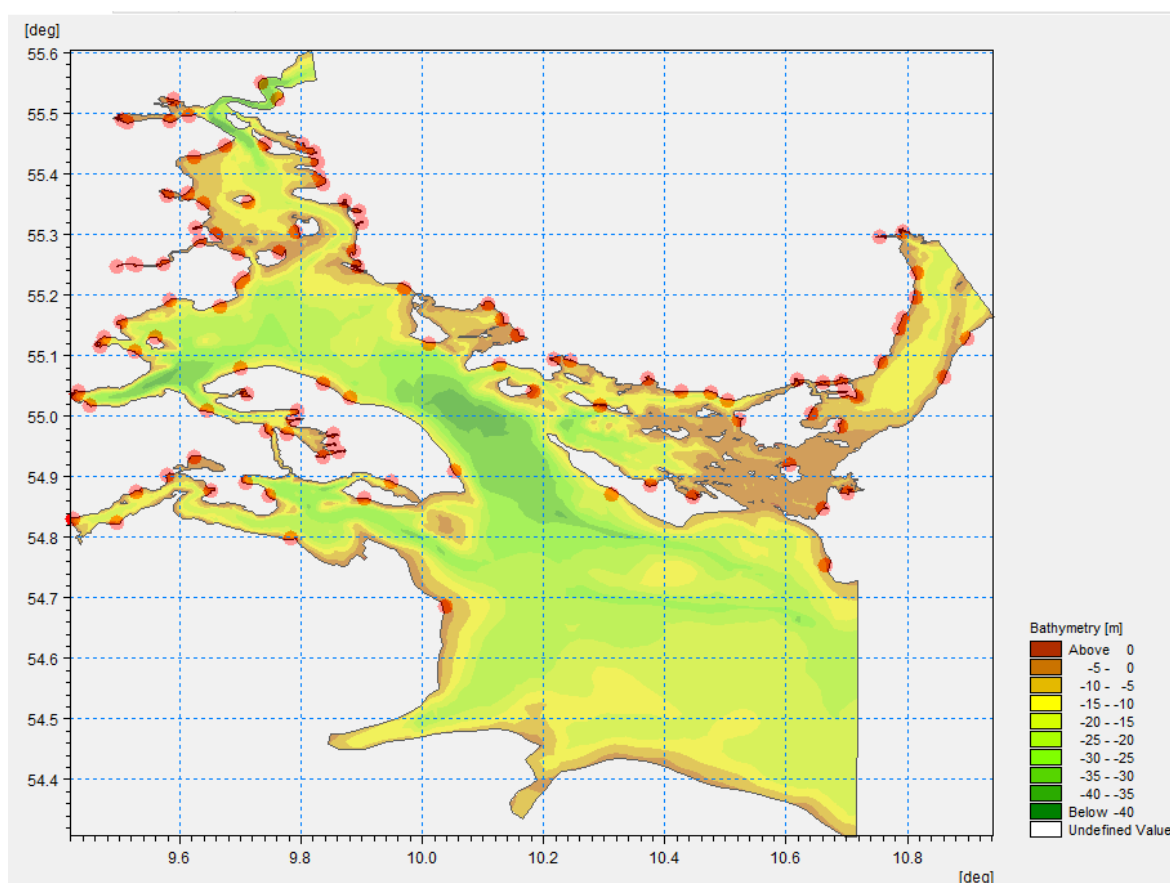 [deg]
55.6
55.5
55.4
55.3
55.2
55.1
55.0
54.9
54.8
54.7
54.6
54.5
54.4
9.6 9.8 10.0 10.2 10.4 10.6 10.8
[deg]
Bathymetry [m]
Above 0
-5 - 0
-10 - -5
-15 - -10
-20 - -15
-25 - -20
-30 - -25
-35 - -30
-40 - -35
Below -40
Undefined Value